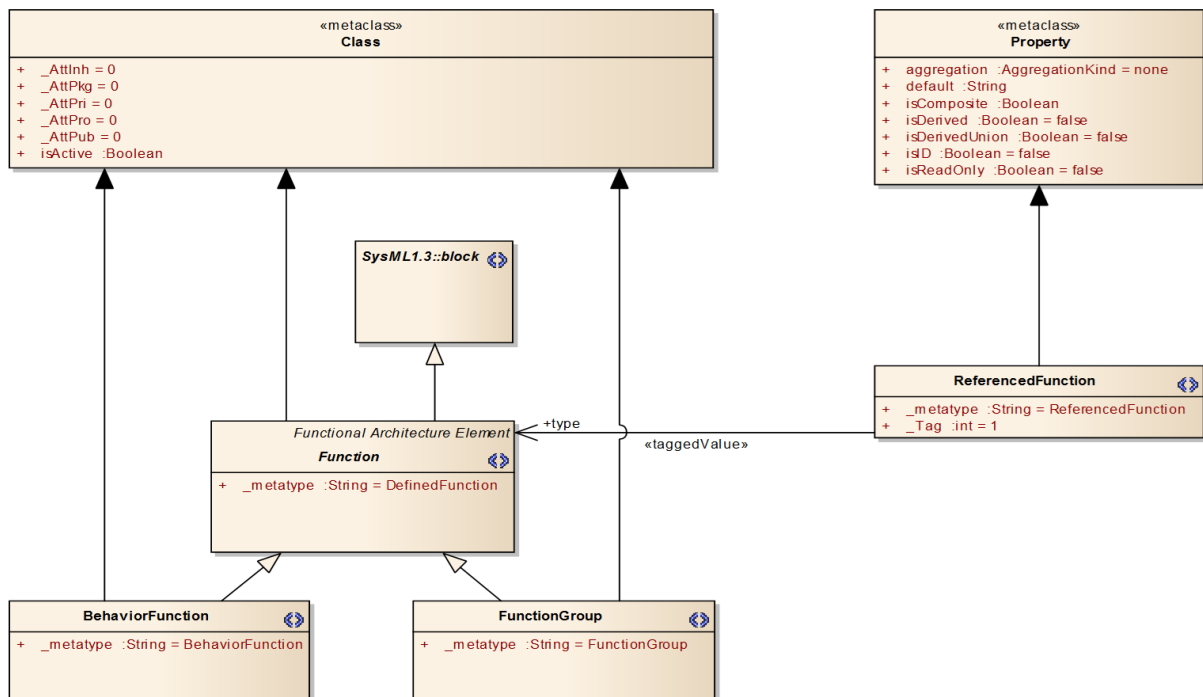 «metaclass»
Class
+ _AttInh = 0
+ _AttPkg = 0
+ _AttPri = 0
+ _AttPro = 0
+ _AttPub = 0
+ isActive :Boolean
«metaclass»
Property
+ aggregation :AggregationKind = none
+ default :String
+ isComposite :Boolean
+ isDerived :Boolean = false
+ isDerivedUnion :Boolean = false
+ isID :Boolean = false
+ isReadOnly :Boolean = false
SysML1.3::block
ReferencedFunction
+ _metatype :String = ReferencedFunction
+ _Tag :int = 1
+type
«taggedValue»
Functional Architecture Element
Function
+ _metatype :String = DefinedFunction
BehaviorFunction
+ _metatype :String = BehaviorFunction
FunctionGroup
+ _metatype :String = FunctionGroup